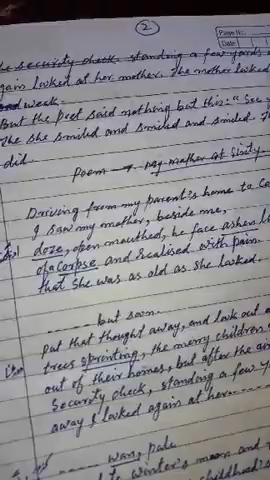 2
Page No:
Date
security check, standing a few yards
again looked at her mother. The mother looked
week.
But the poet said nothing but this: "See s
The she smiled and smiled and smiled.
did.
Poem → My mother at Sixty
Driving from my parent's home to Co
I saw my mother, beside me,
doze, open mouthed, he face ashen li
of a corpse and realised with pain.
that she was as old as she looked.
but soon.
put that thought away, and look out a
trees sprinting, the merry children
out of their homes, but after the air
Security check, standing a few y
away I looked again at her
wan, pale
winter's moon and
childhood's